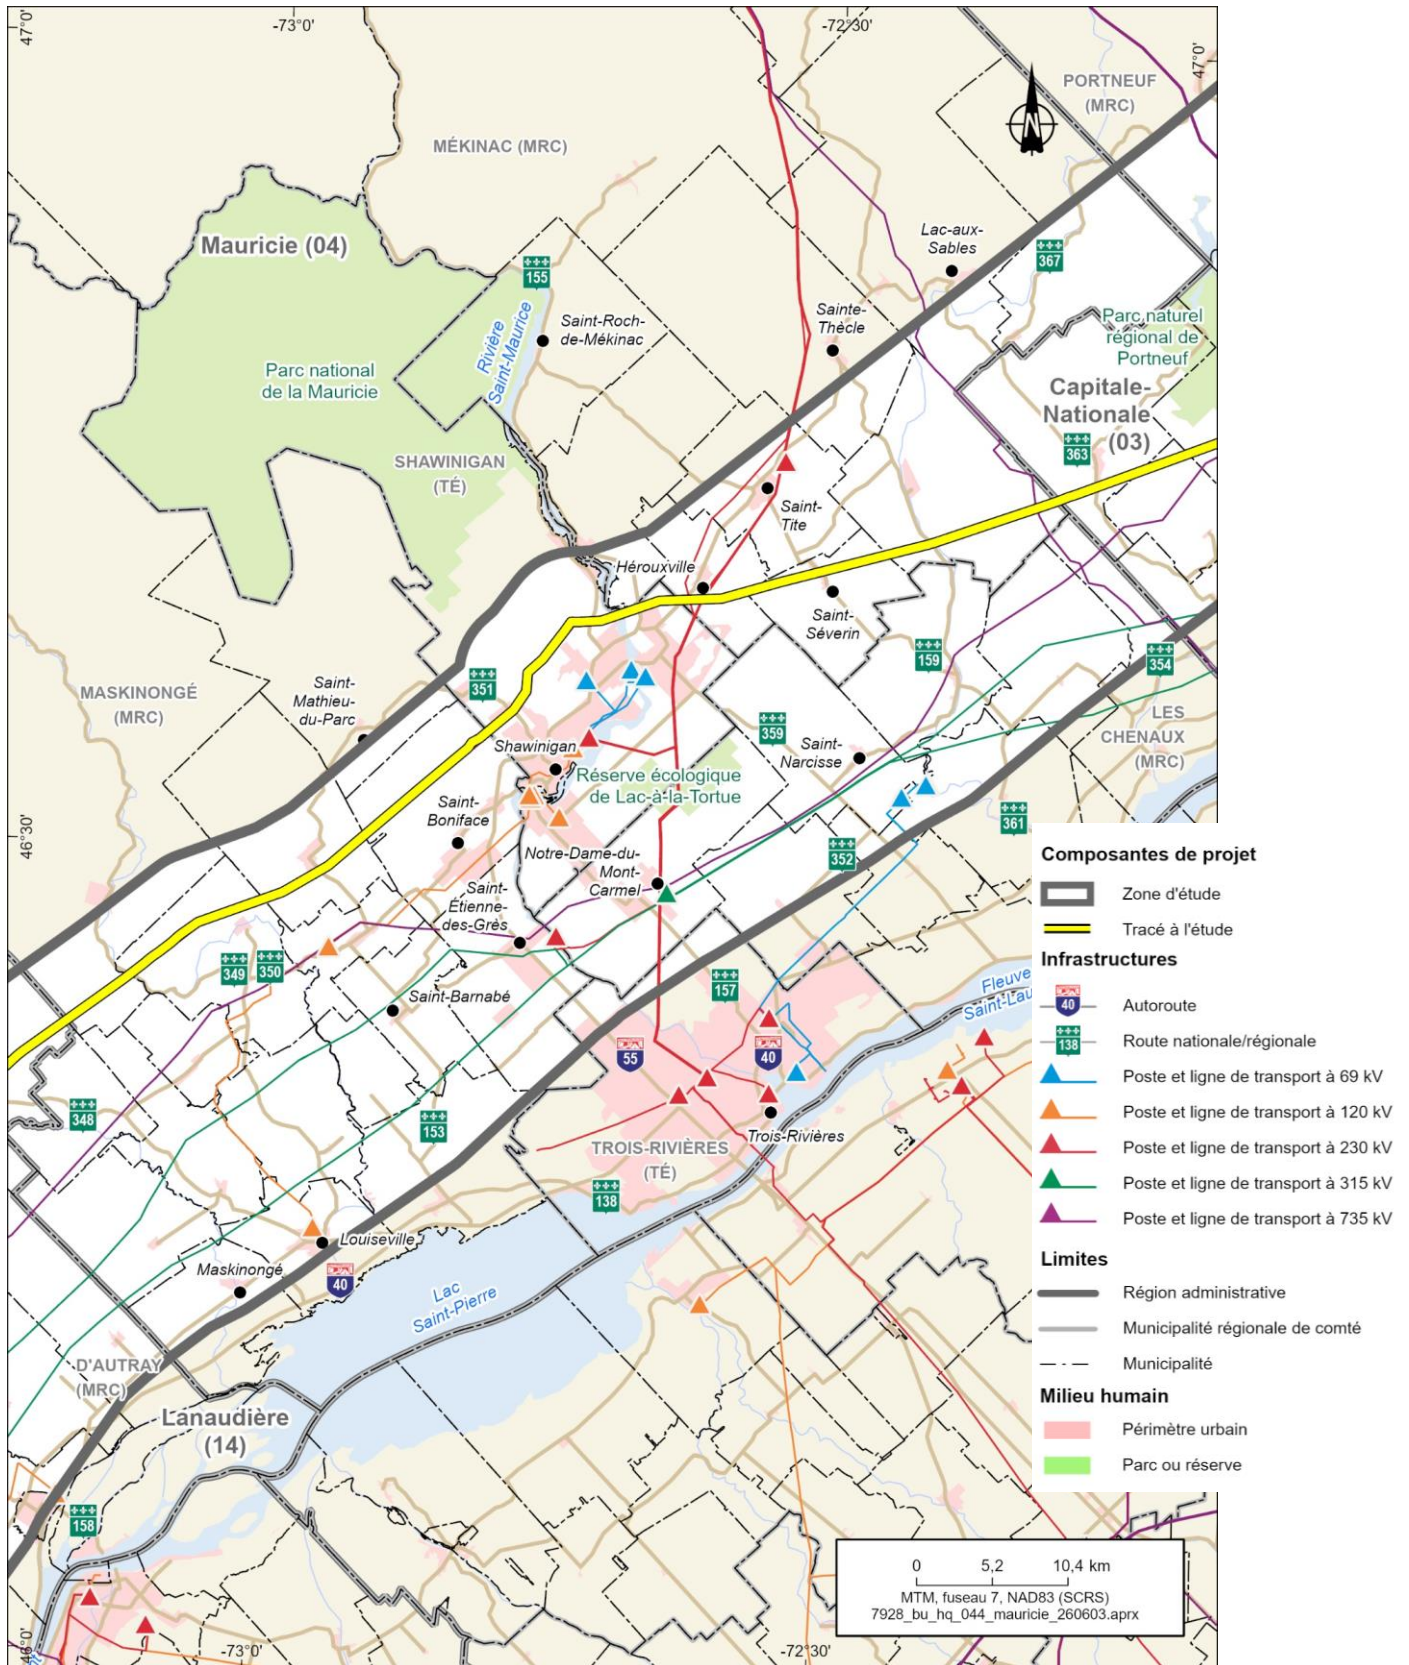 47°0'
-73°0'
-72°30'
47°0'
PORTNEUF
(MRC)
N
MÉKINAC (MRC)
Mauricie (04)
Lac-aux-
Sables
367
155
Rivière
Saint-Maurice
Saint-Roch-
de-Mékinac
Sainte-
Thècle
Parc naturel
régional de
Portneuf
Parc national
de la Mauricie
Capitale-
Nationale
(03)
363
SHAWINIGAN
(TÉ)
Saint-
Tite
Hérouxville
Saint-
Séverin
159
354
MASKINONGÉ
(MRC)
Saint-
Mathieu-
du-Parc
351
LES
CHENAUX
(MRC)
359
Saint-
Narcisse
Shawinigan
Réserve écologique
de Lac-à-la-Tortue
46°30'
Saint-
Boniface
361
352
Notre-Dame-du-
Mont-
Carmel
Saint-
Étienne-
des-Grès
349
350
157
Saint-Barnabé
Fleuve
Saint-Lau
55
40
348
153
Trois-Rivières
TROIS-RIVIÈRES
(TÉ)
138
Louiseville
Maskinongé
40
Lac
Saint-Pierre
D'AUTRAY
(MRC)
Lanaudière
(14)
158
46°0'
-73°0'
-72°30'
Composantes de projet
Zone d'étude
Tracé à l'étude
Infrastructures
40
Autoroute
138
Route nationale/régionale
Poste et ligne de transport à 69 kV
Poste et ligne de transport à 120 kV
Poste et ligne de transport à 230 kV
Poste et ligne de transport à 315 kV
Poste et ligne de transport à 735 kV
Limites
Région administrative
Municipalité régionale de comté
Municipalité
Milieu humain
Périmètre urbain
Parc ou réserve
0 5,2 10,4 km
MTM, fuseau 7, NAD83 (SCRS)
7928_bu_hq_044_mauricie_260603.aprx